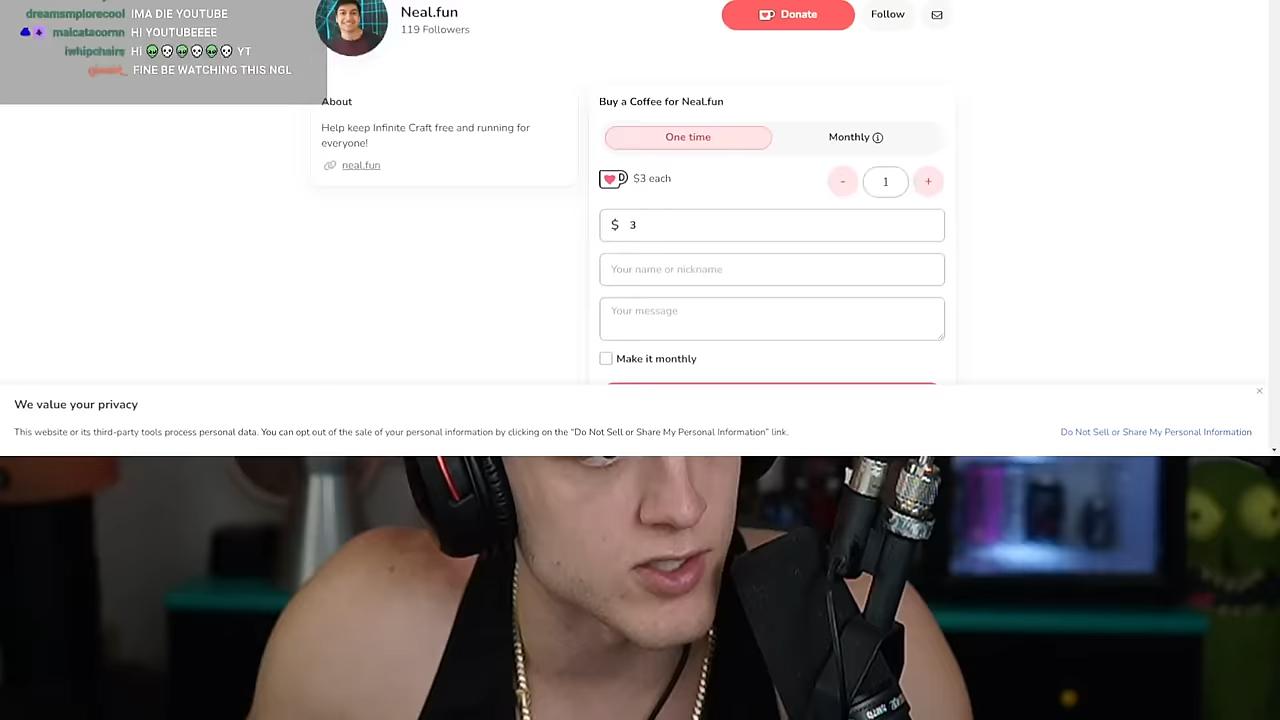 dreamsmplorecool IMA DIE YOUTUBE
malcatacornn HI YOUTUBEEEE
iwhipchairs HI 👽💀👽💀👽💀 YT
FINE BE WATCHING THIS NGL
Neal.fun
119 Followers
Donate
Follow
About
Help keep Infinite Craft free and running for
everyone!
neal.fun
Buy a Coffee for Neal.fun
One time
Monthly
D
$3 each
-
1
+
$ 3
Your name or nickname
Your message
Make it monthly
We value your privacy
This website or its third-party tools process personal data. You can opt out of the sale of your personal information by clicking on the “Do Not Sell or Share My Personal Information” link.
Do Not Sell or Share My Personal Information